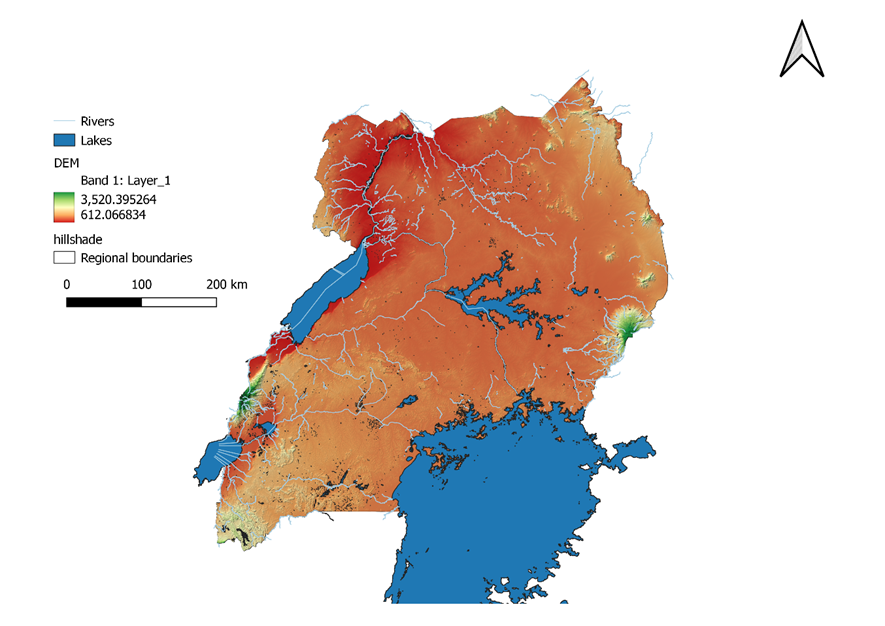 Rivers
Lakes
DEM
Band 1: Layer_1
3,520.395264
612.066834
hillshade
Regional boundaries
0 100 200 km